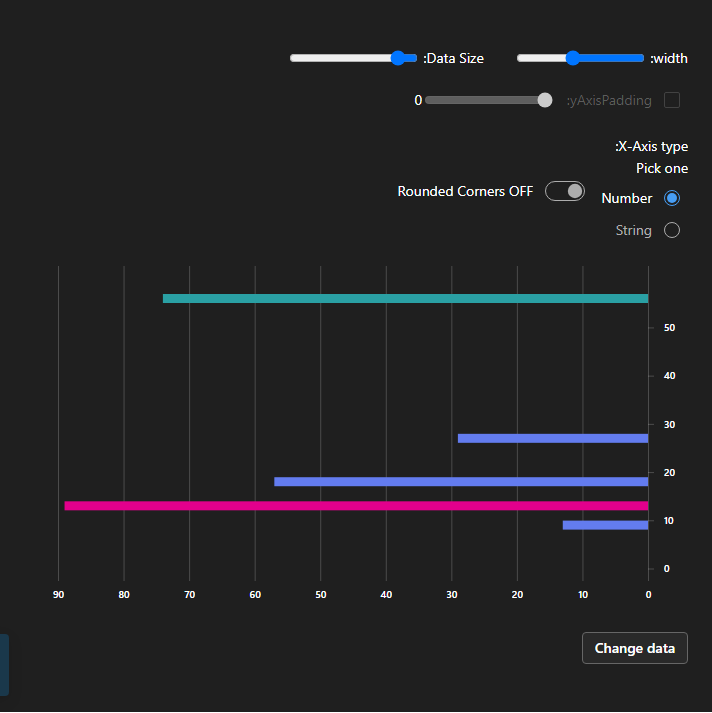 :width
:Data Size
:yAxisPadding
0
:X-Axis type
Pick one
Number
Rounded Corners OFF
String
50
40
30
20
10
0
90 80 70 60 50 40 30 20 10 0
Change data